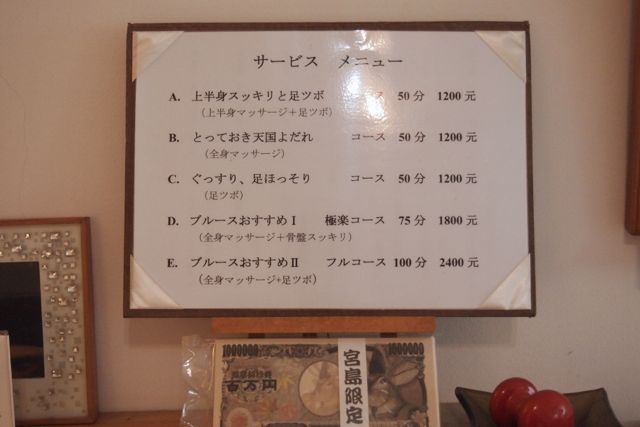 サービス メニュー
A. 上半身スッキリと足ツボ コース 50分 1200元
（上半身マッサージ＋足ツボ）
B. とっておき天国よだれ コース 50分 1200元
（全身マッサージ）
C. ぐっすり、足ほっそり コース 50分 1200元
（足ツボ）
D. ブルースおすすめⅠ 極楽コース 75分 1800元
（全身マッサージ＋骨盤スッキリ）
E. ブルースおすすめⅡ フルコース 100分 2400元
（全身マッサージ+足ツボ）
1000000 1000000
百万円
宮島限定